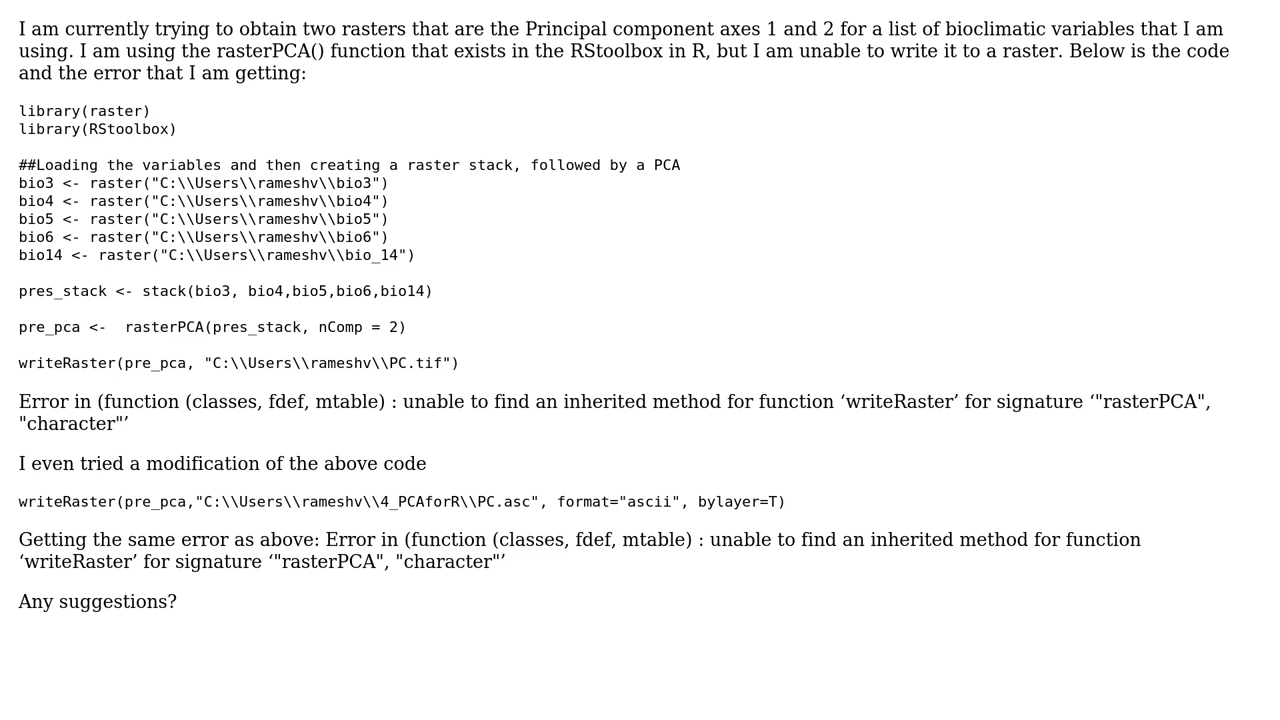 I am currently trying to obtain two rasters that are the Principal component axes 1 and 2 for a list of bioclimatic variables that I am
using. I am using the rasterPCA() function that exists in the RStoolbox in R, but I am unable to write it to a raster. Below is the code
and the error that I am getting:
library(raster)
library(RStoolbox)
##Loading the variables and then creating a raster stack, followed by a PCA
bio3 <- raster("C:\\Users\\rameshv\\bio3")
bio4 <- raster("C:\\Users\\rameshv\\bio4")
bio5 <- raster("C:\\Users\\rameshv\\bio5")
bio6 <- raster("C:\\Users\\rameshv\\bio6")
bio14 <- raster("C:\\Users\\rameshv\\bio_14")
pres_stack <- stack(bio3, bio4,bio5,bio6,bio14)
pre_pca <-  rasterPCA(pres_stack, nComp = 2)
writeRaster(pre_pca, "C:\\Users\\rameshv\\PC.tif")
Error in (function (classes, fdef, mtable) : unable to find an inherited method for function ‘writeRaster’ for signature ‘"rasterPCA",
"character"’
I even tried a modification of the above code
writeRaster(pre_pca,"C:\\Users\\rameshv\\4_PCAforR\\PC.asc", format="ascii", bylayer=T)
Getting the same error as above: Error in (function (classes, fdef, mtable) : unable to find an inherited method for function
‘writeRaster’ for signature ‘"rasterPCA", "character"’
Any suggestions?